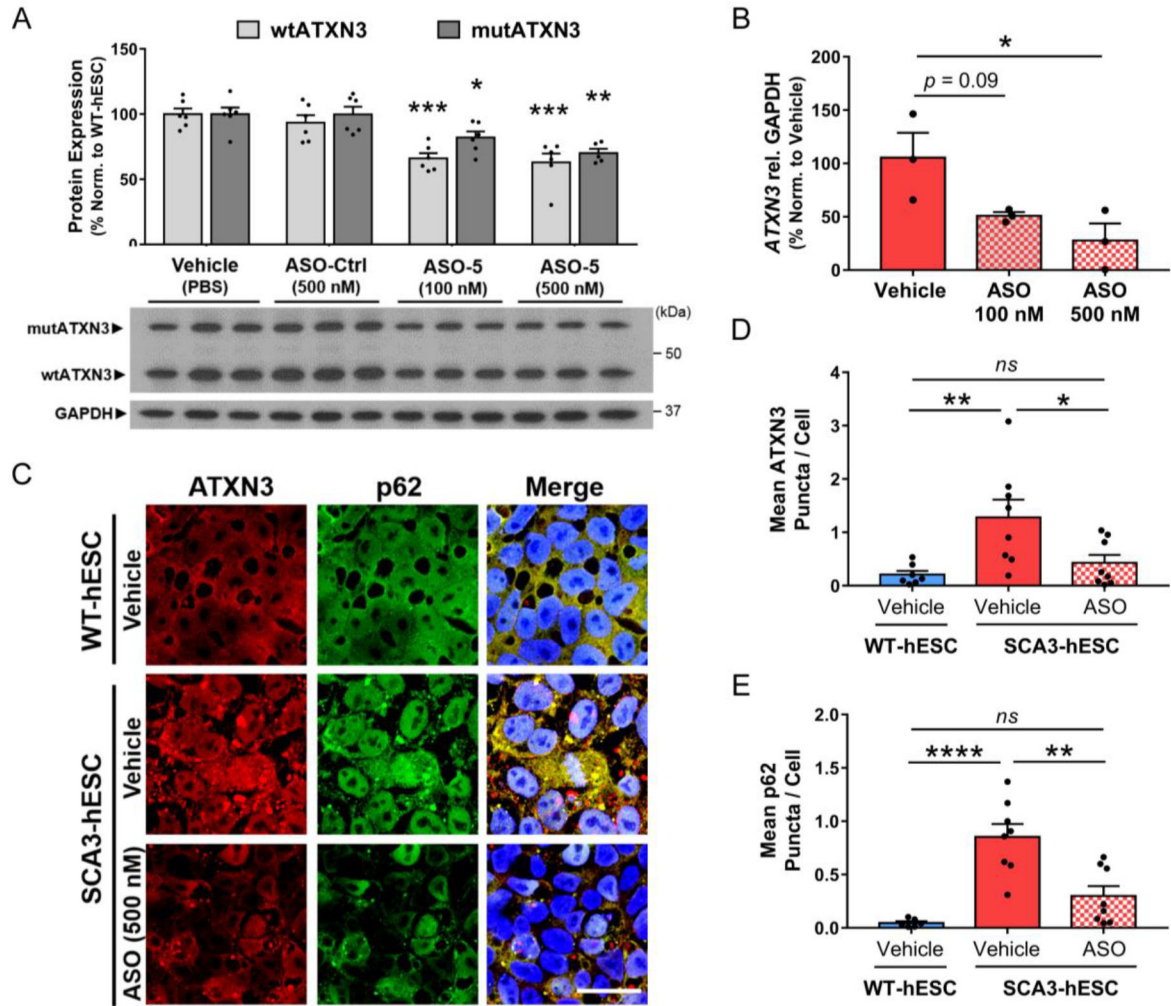 A
wtATXN3 mutATXN3
Protein Expression
(% Norm. to WT-hESC)
150
100
50
0
*** * *** **
Vehicle
(PBS)
ASO-Ctrl
(500 nM)
ASO-5
(100 nM)
ASO-5
(500 nM)
(kDa)
mutATXN3
50
wtATXN3
GAPDH
37
B
ATXN3 rel. GAPDH
(% Norm. to Vehicle)
200
150
100
50
0
*
p = 0.09
Vehicle
ASO
100 nM
ASO
500 nM
C
ATXN3 p62 Merge
WT-hESC
Vehicle
SCA3-hESC
Vehicle
ASO (500 nM)
D
Mean ATXN3
Puncta / Cell
4
3
2
1
0
ns
** *
Vehicle Vehicle ASO
WT-hESC SCA3-hESC
E
Mean p62
Puncta / Cell
2.0
1.5
1.0
0.5
0.0
ns
**** **
Vehicle Vehicle ASO
WT-hESC SCA3-hESC